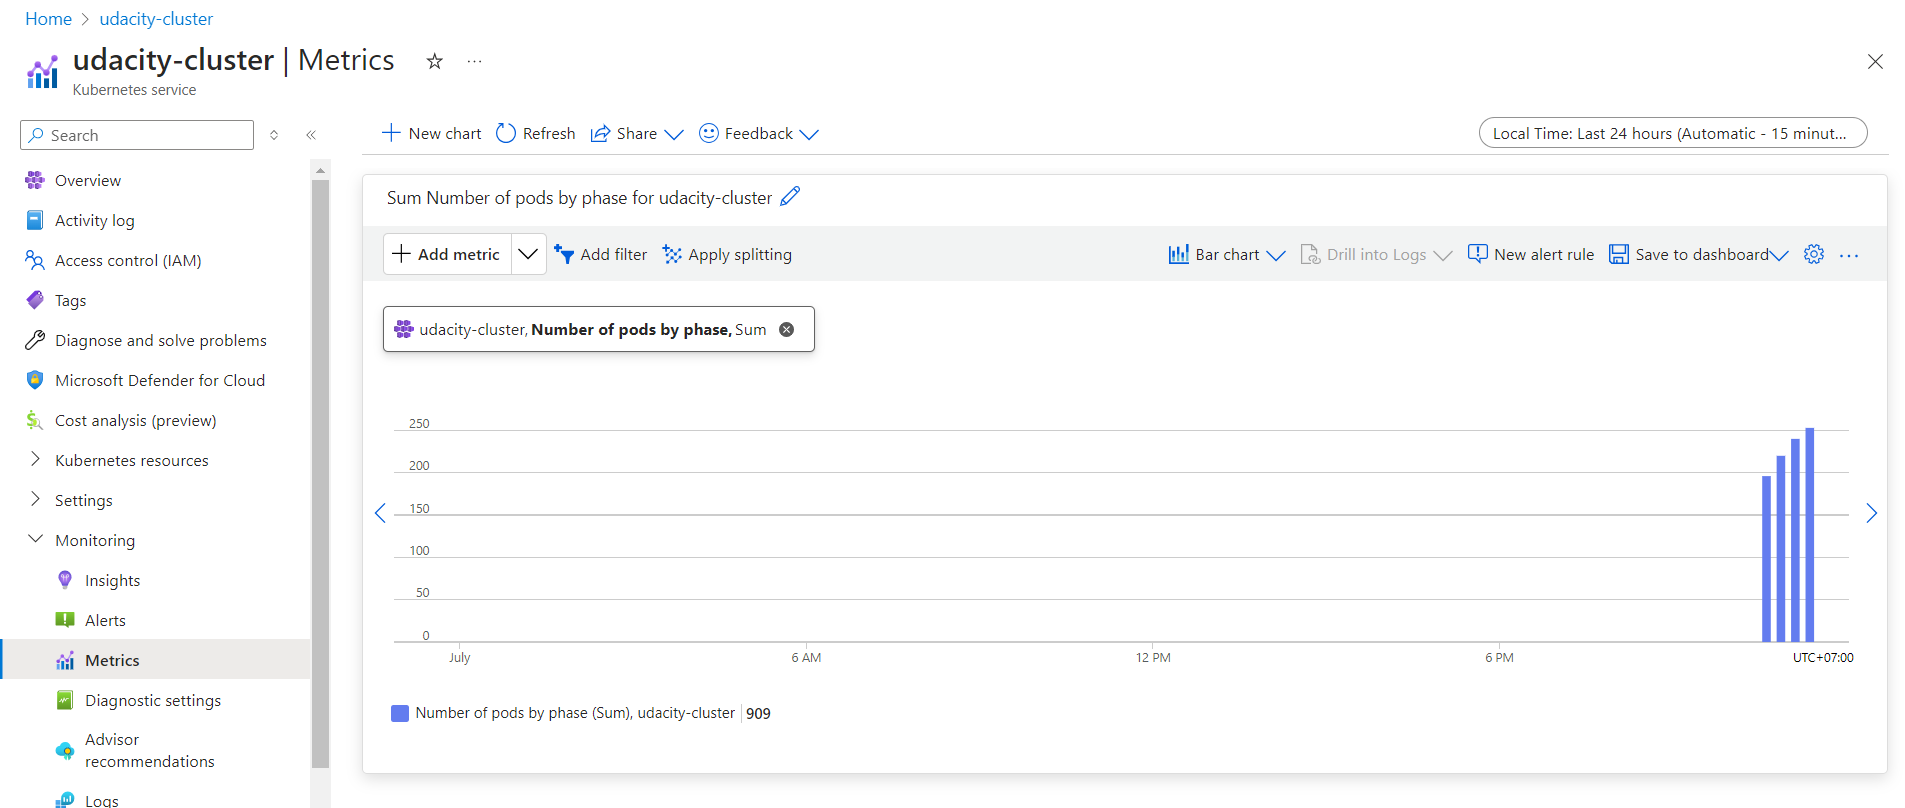 Home > udacity-cluster
udacity-cluster | Metrics
Kubernetes service
Search
Overview
Activity log
Access control (IAM)
Tags
Diagnose and solve problems
Microsoft Defender for Cloud
Cost analysis (preview)
Kubernetes resources
Settings
Monitoring
Insights
Alerts
Metrics
Diagnostic settings
Advisor
recommendations
Logs
New chart Refresh Share Feedback
Local Time: Last 24 hours (Automatic - 15 minut...
Sum Number of pods by phase for udacity-cluster
Add metric Add filter Apply splitting Bar chart Drill into Logs New alert rule Save to dashboard
udacity-cluster, Number of pods by phase, Sum
250
200
150
100
50
0
July 6 AM 12 PM 6 PM UTC+07:00
Number of pods by phase (Sum), udacity-cluster 909